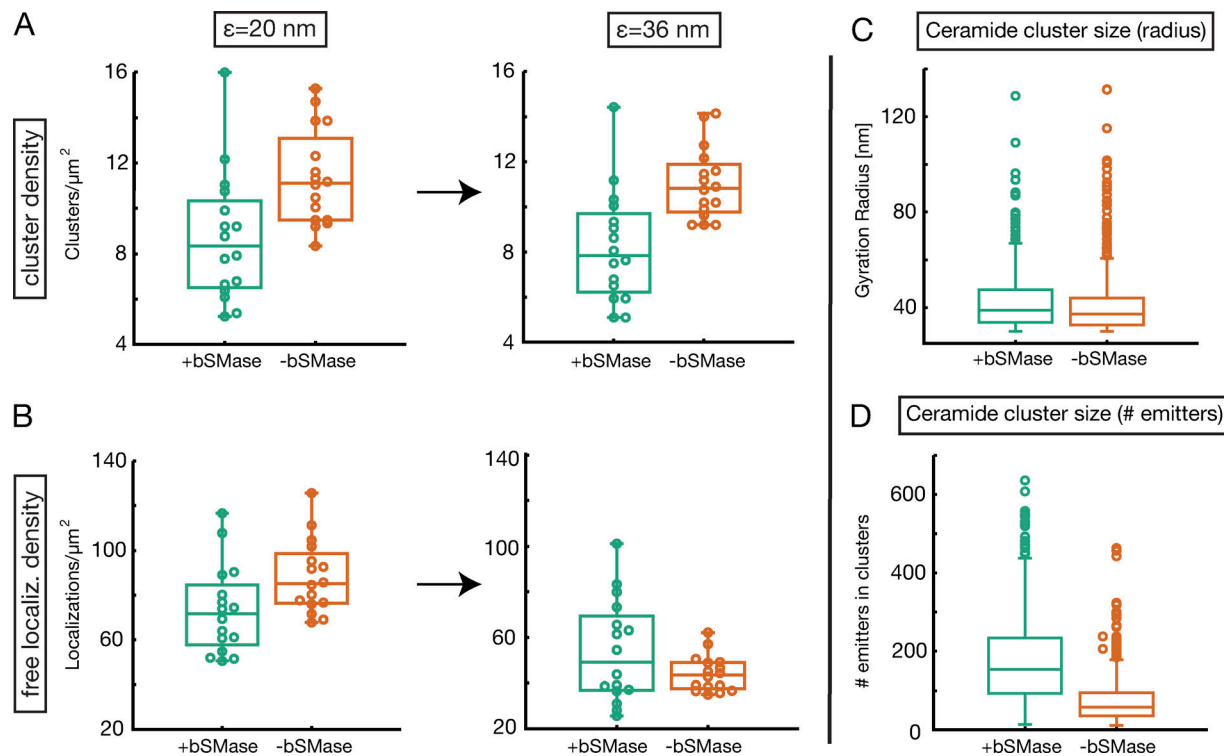 A
ε=20 nm
ε=36 nm
cluster density
Clusters/µm²
16
12
8
4
+bSMase
-bSMase
16
12
8
4
+bSMase
-bSMase
B
free localiz. density
Localizations/µm²
140
100
60
20
+bSMase
-bSMase
140
100
60
20
+bSMase
-bSMase
C
Ceramide cluster size (radius)
Gyration Radius [nm]
120
80
40
+bSMase
-bSMase
D
Ceramide cluster size (# emitters)
# emitters in clusters
600
400
200
0
+bSMase
-bSMase